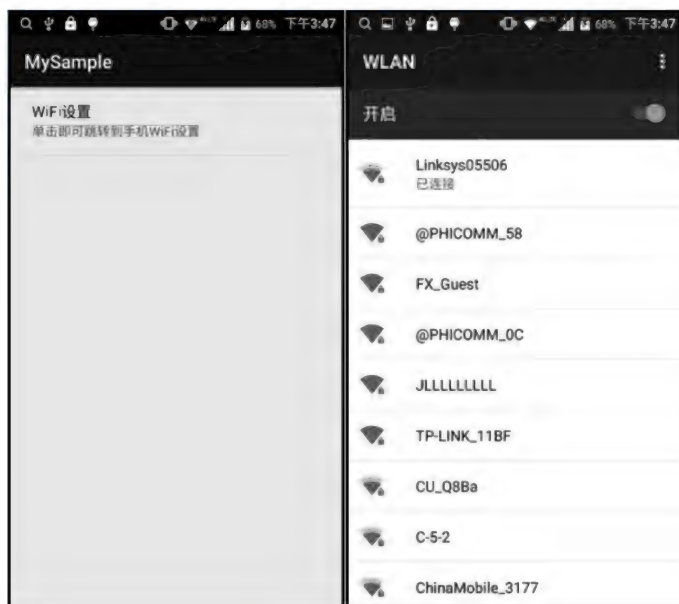 68% 下午3:47
MySample
WiFi设置
单击即可跳转到手机WiFi设置
68% 下午3:47
WLAN
开启
Linksys05506
已连接
@PHICOMM_58
FX_Guest
@PHICOMM_0C
JLLLLLLLLL
TP-LINK_11BF
CU_Q8Ba
C-5-2
ChinaMobile_3177